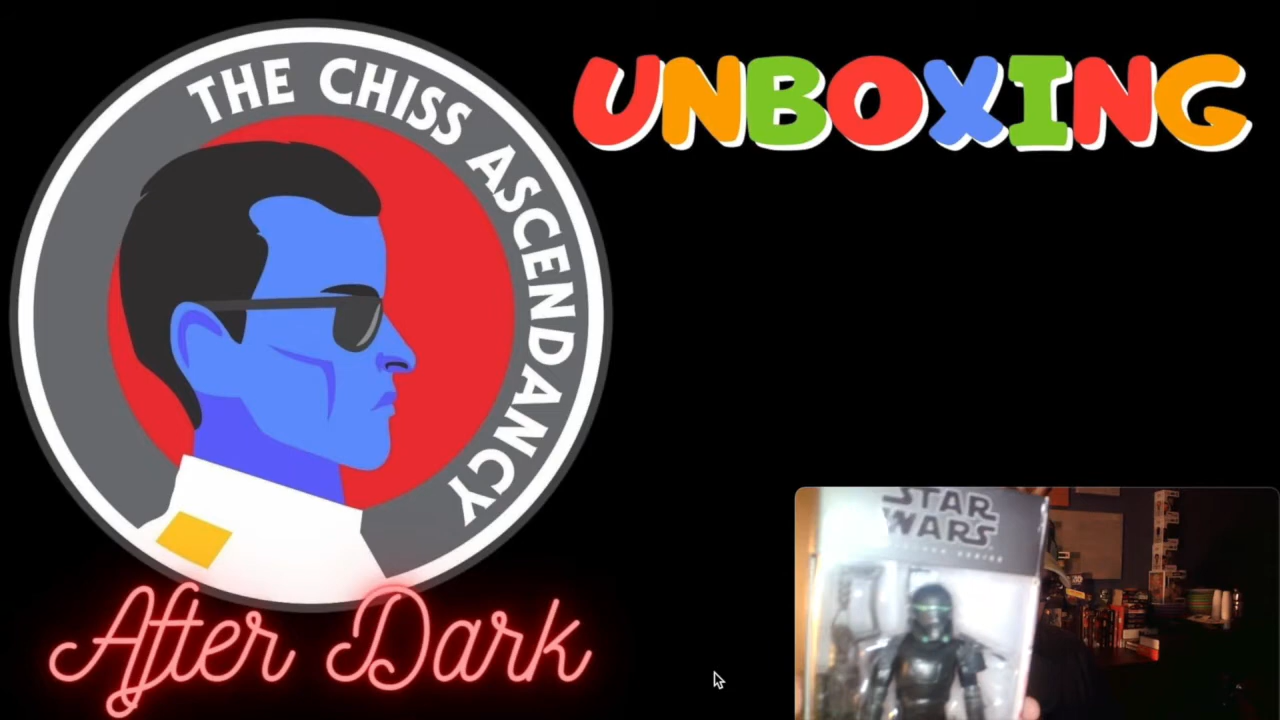 THE CHISS ASCENDANCY
UNBOXING
After Dark
STAR
WARS